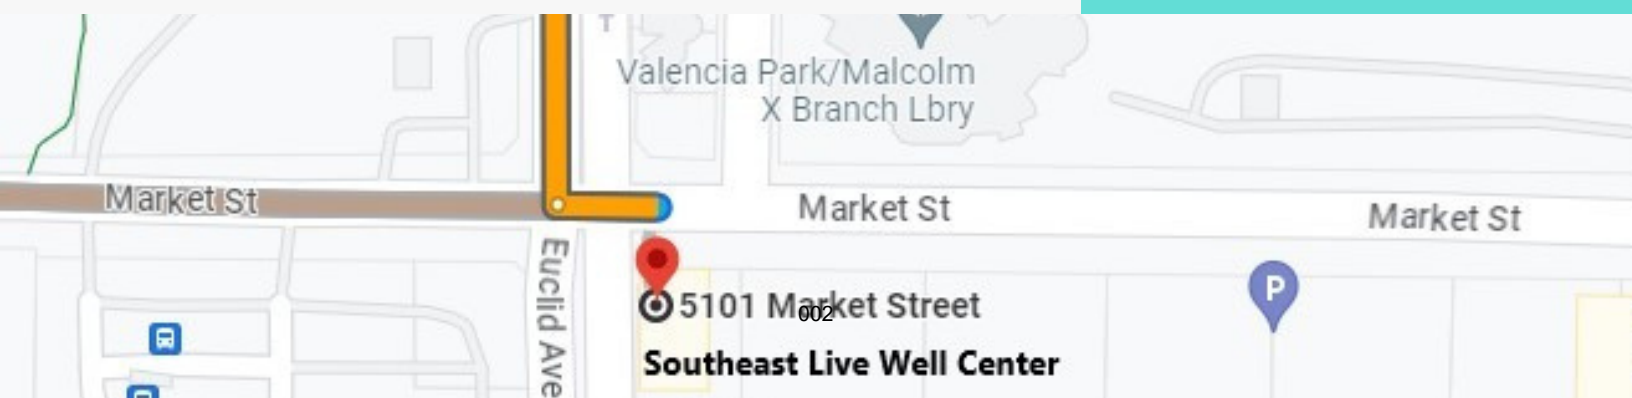 T
Valencia Park/Malcolm
X Branch Lbry
Market St
Market St
Market St
Euclid Ave
5101 Market Street
002
Southeast Live Well Center
P